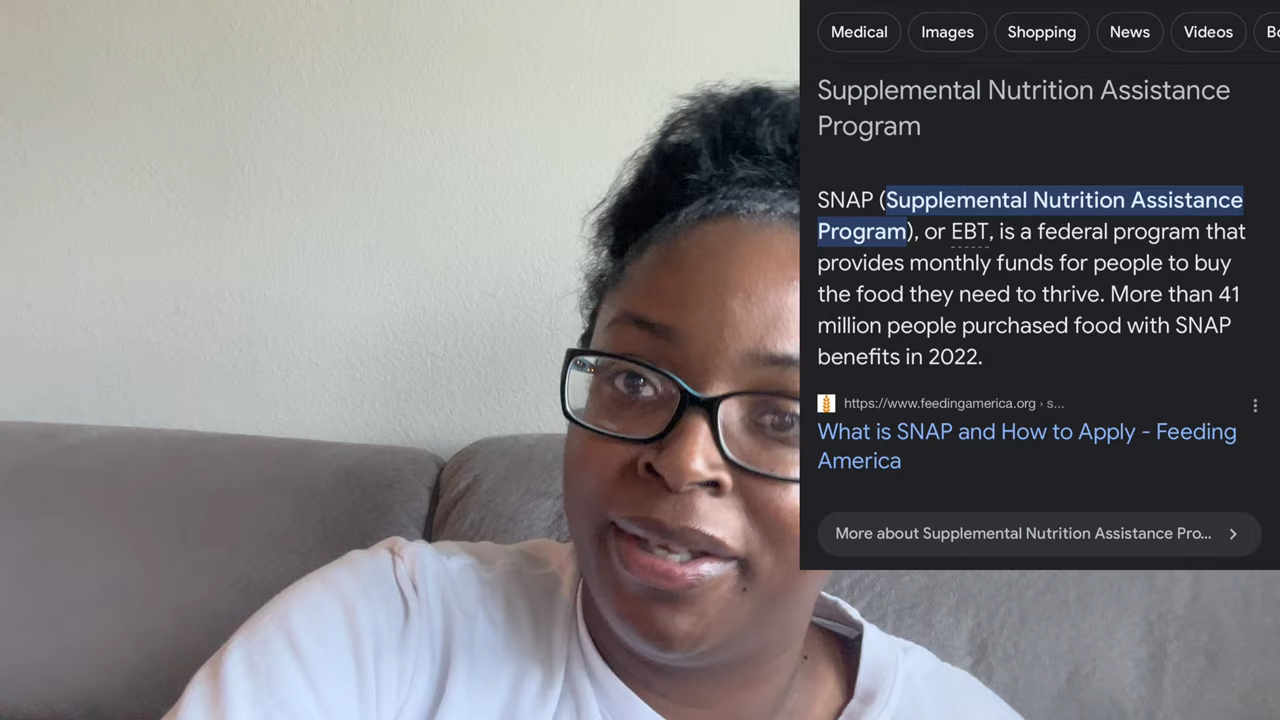 Medical Images Shopping News Videos
Supplemental Nutrition Assistance
Program
SNAP (Supplemental Nutrition Assistance
Program), or EBT, is a federal program that
provides monthly funds for people to buy
the food they need to thrive. More than 41
million people purchased food with SNAP
benefits in 2022.
https://www.feedingamerica.org › s...
What is SNAP and How to Apply - Feeding
America
More about Supplemental Nutrition Assistance Pro...